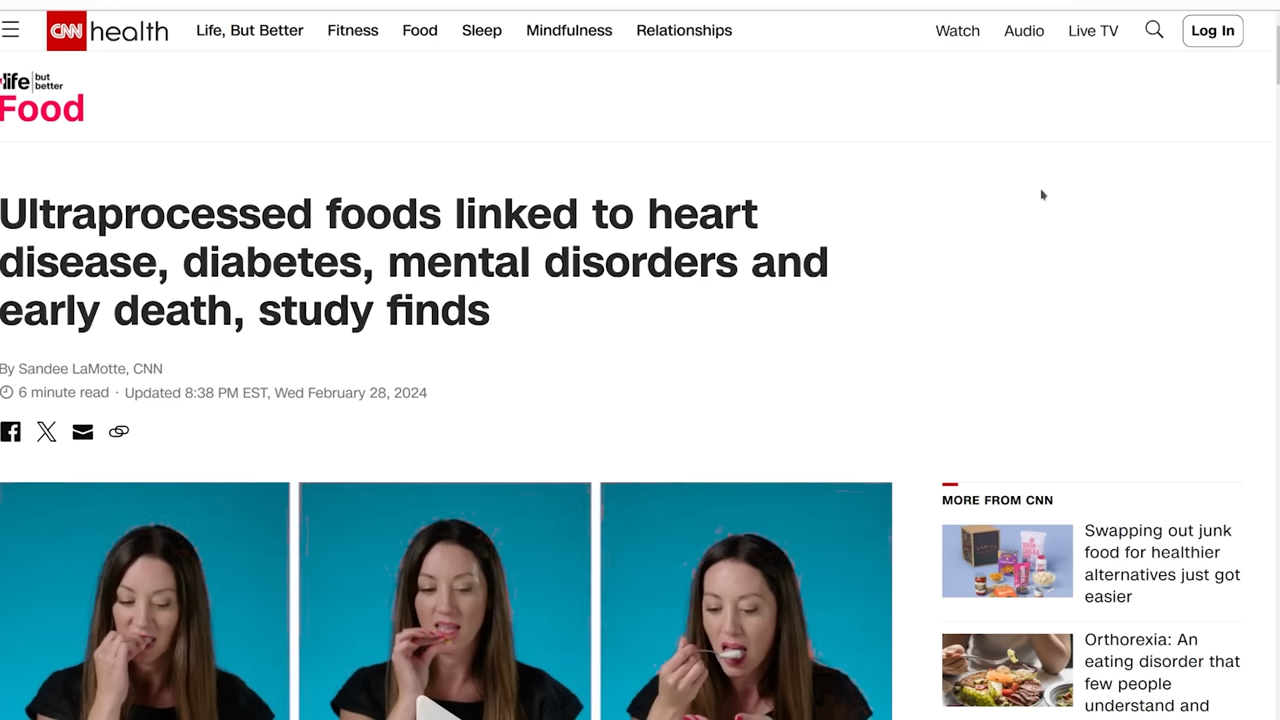 CNN health
Life, But Better
Fitness
Food
Sleep
Mindfulness
Relationships
Watch
Audio
Live TV
Log In
life but better
Food
Ultraprocessed foods linked to heart
disease, diabetes, mental disorders and
early death, study finds
By Sandee LaMotte, CNN
6 minute read · Updated 8:38 PM EST, Wed February 28, 2024
MORE FROM CNN
Swapping out junk
food for healthier
alternatives just got
easier
Orthorexia: An
eating disorder that
few people
understand and